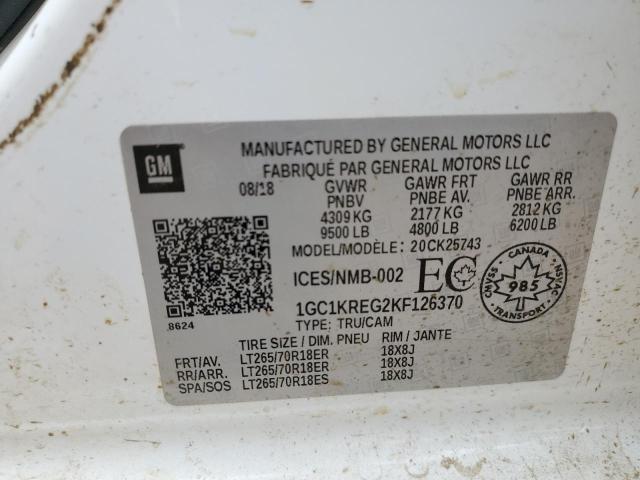 GM
MANUFACTURED BY GENERAL MOTORS LLC
FABRIQUÉ PAR GENERAL MOTORS LLC
08/18 GVWR GAWR FRT GAWR RR
PNBV PNBE AV. PNBE ARR.
4309 KG 2177 KG 2812 KG
9500 LB 4800 LB 6200 LB
MODEL/MODÈLE: 20CK25743
ICES/NMB-002 EC
CANADA
985
SVMAC NSVAC
1GC1KREG2KF126370
8624
TYPE: TRU/CAM
TIRE SIZE / DIM. PNEU RIM / JANTE
FRT/AV. LT265/70R18ER 18X8J
RR/ARR. LT265/70R18ER 18X8J
SPA/SOS LT265/70R18ES 18X8J